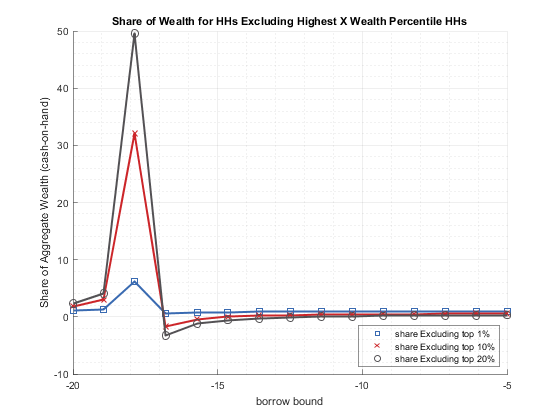 Share of Wealth for HHs Excluding Highest X Wealth Percentile HHs
Share of Aggregate Wealth (cash-on-hand)
50
40
30
20
10
0
-10
-20
-15
-10
-5
borrow bound
share Excluding top 1%
share Excluding top 10%
share Excluding top 20%